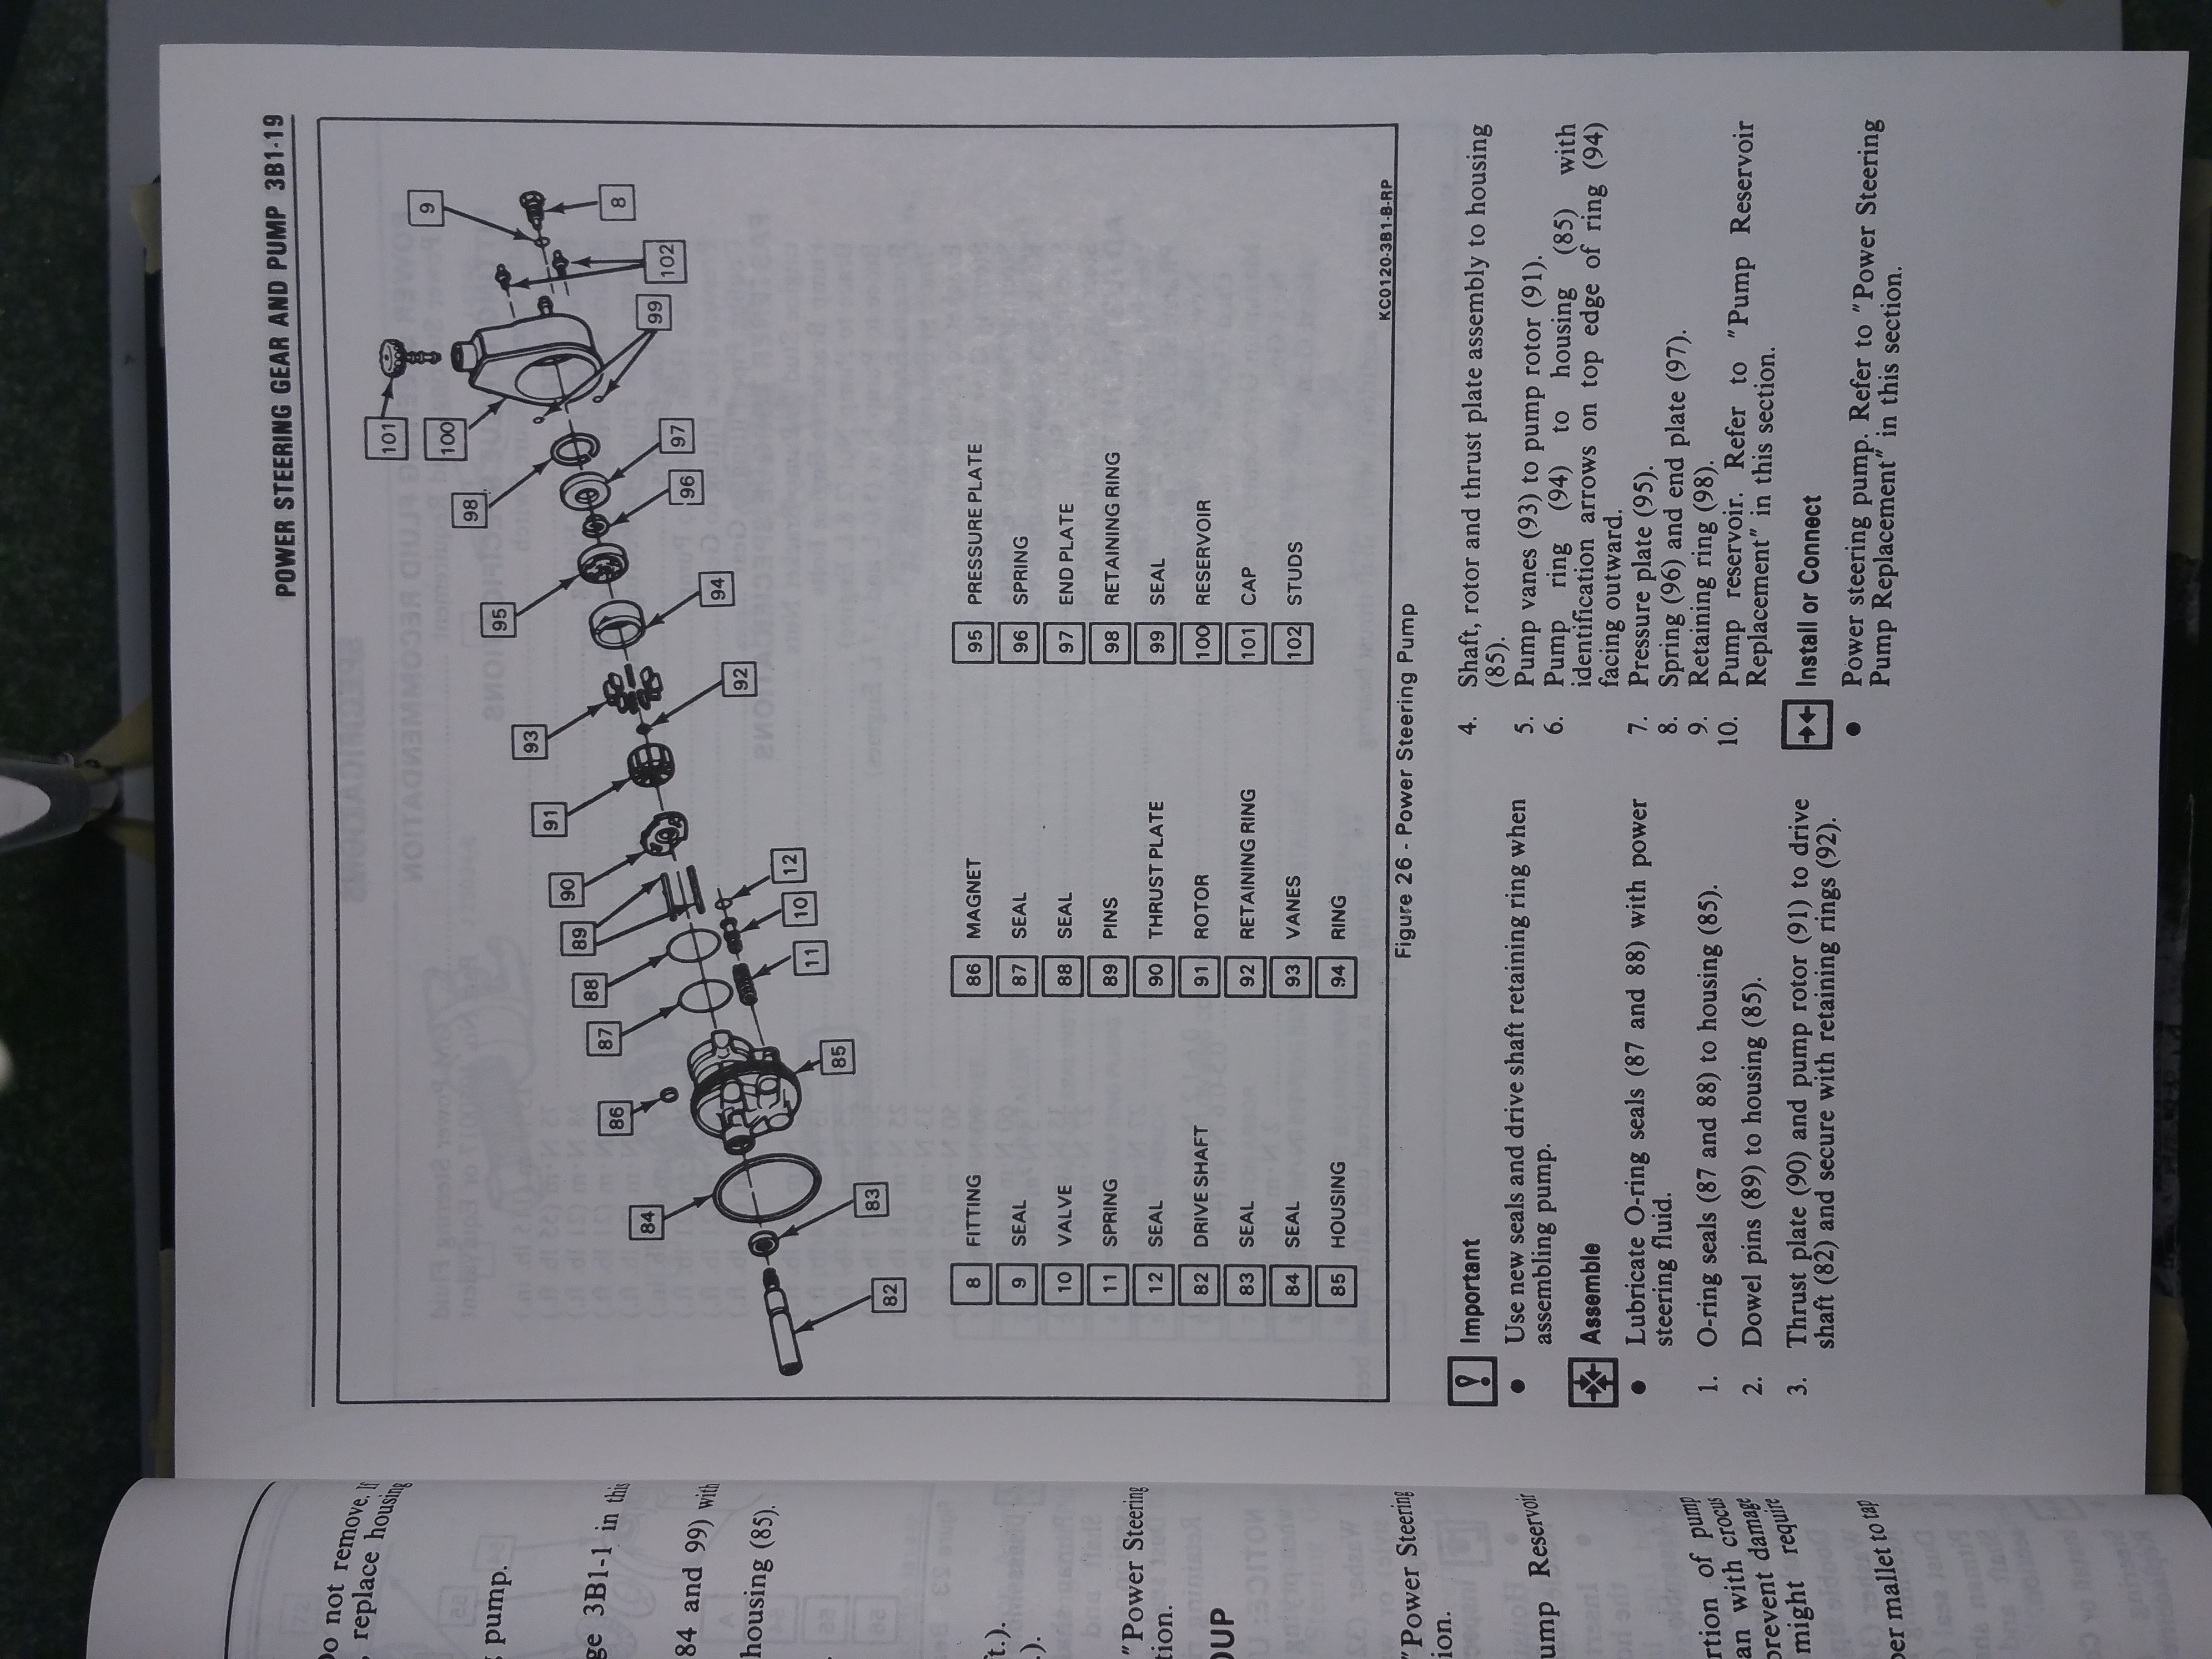 POWER STEERING GEAR AND PUMP 3B1-19
101
9
100
8
98
102
99
95
97
96
93
94
91
92
90
89
88
12
10
87
11
86
85
84
83
82
8 FITTING
9 SEAL
10 VALVE
11 SPRING
12 SEAL
82 DRIVE SHAFT
83 SEAL
84 SEAL
85 HOUSING
86 MAGNET
87 SEAL
88 SEAL
89 PINS
90 THRUST PLATE
91 ROTOR
92 RETAINING RING
93 VANES
94 RING
95 PRESSURE PLATE
96 SPRING
97 END PLATE
98 RETAINING RING
99 SEAL
100 RESERVOIR
101 CAP
102 STUDS
KC0120-3B1-B-RP
Figure 26 - Power Steering Pump
! Important
● Use new seals and drive shaft retaining ring when
assembling pump.
Assemble
● Lubricate O-ring seals (87 and 88) with power
steering fluid.
1. O-ring seals (87 and 88) to housing (85).
2. Dowel pins (89) to housing (85).
3. Thrust plate (90) and pump rotor (91) to drive
shaft (82) and secure with retaining rings (92).
4. Shaft, rotor and thrust plate assembly to housing
(85).
5. Pump vanes (93) to pump rotor (91).
6. Pump ring (94) to housing (85) with
identification arrows on top edge of ring (94)
facing outward.
7. Pressure plate (95).
8. Spring (96) and end plate (97).
9. Retaining ring (98).
10. Pump reservoir. Refer to "Pump Reservoir
Replacement" in this section.
Install or Connect
● Power steering pump. Refer to "Power Steering
Pump Replacement" in this section.
Do not remove. If
replace housing
pump.
ge 3B1-1 in this
84 and 99) with
housing (85).
ft.).
).
"Power Steering
tion.
OUP
"Power Steering
ion.
ump Reservoir
rtion of pump
an with crocus
prevent damage
might require
per mallet to tap